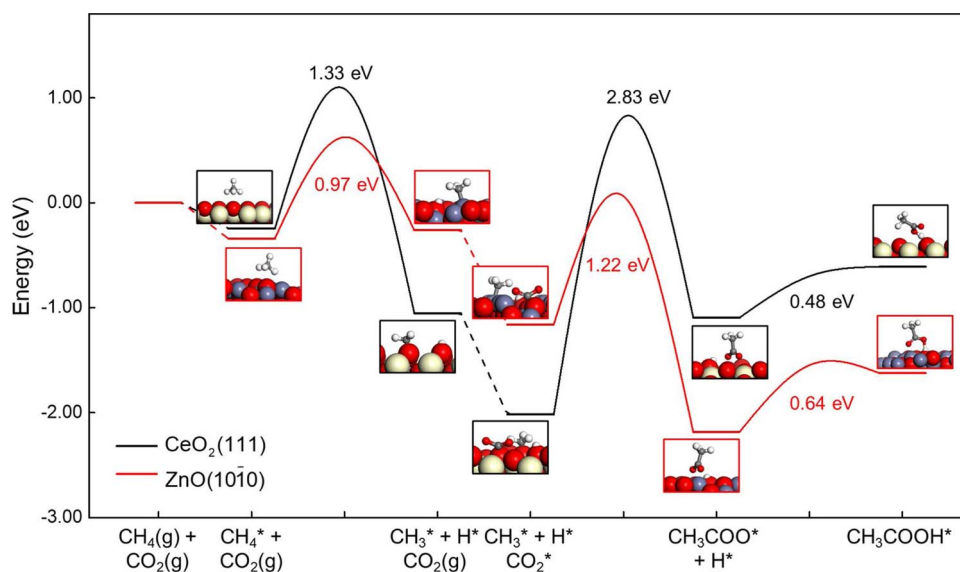 1.00
0.00
-1.00
-2.00
-3.00
Energy (eV)
1.33 eV
0.97 eV
2.83 eV
1.22 eV
0.48 eV
0.64 eV
CeO₂(111)
ZnO(101̄0)
CH₄(g) +
CO₂(g)
CH₄* +
CO₂(g)
CH₃* + H*
CO₂(g)
CH₃* + H*
CO₂*
CH₃COO*
+ H*
CH₃COOH*